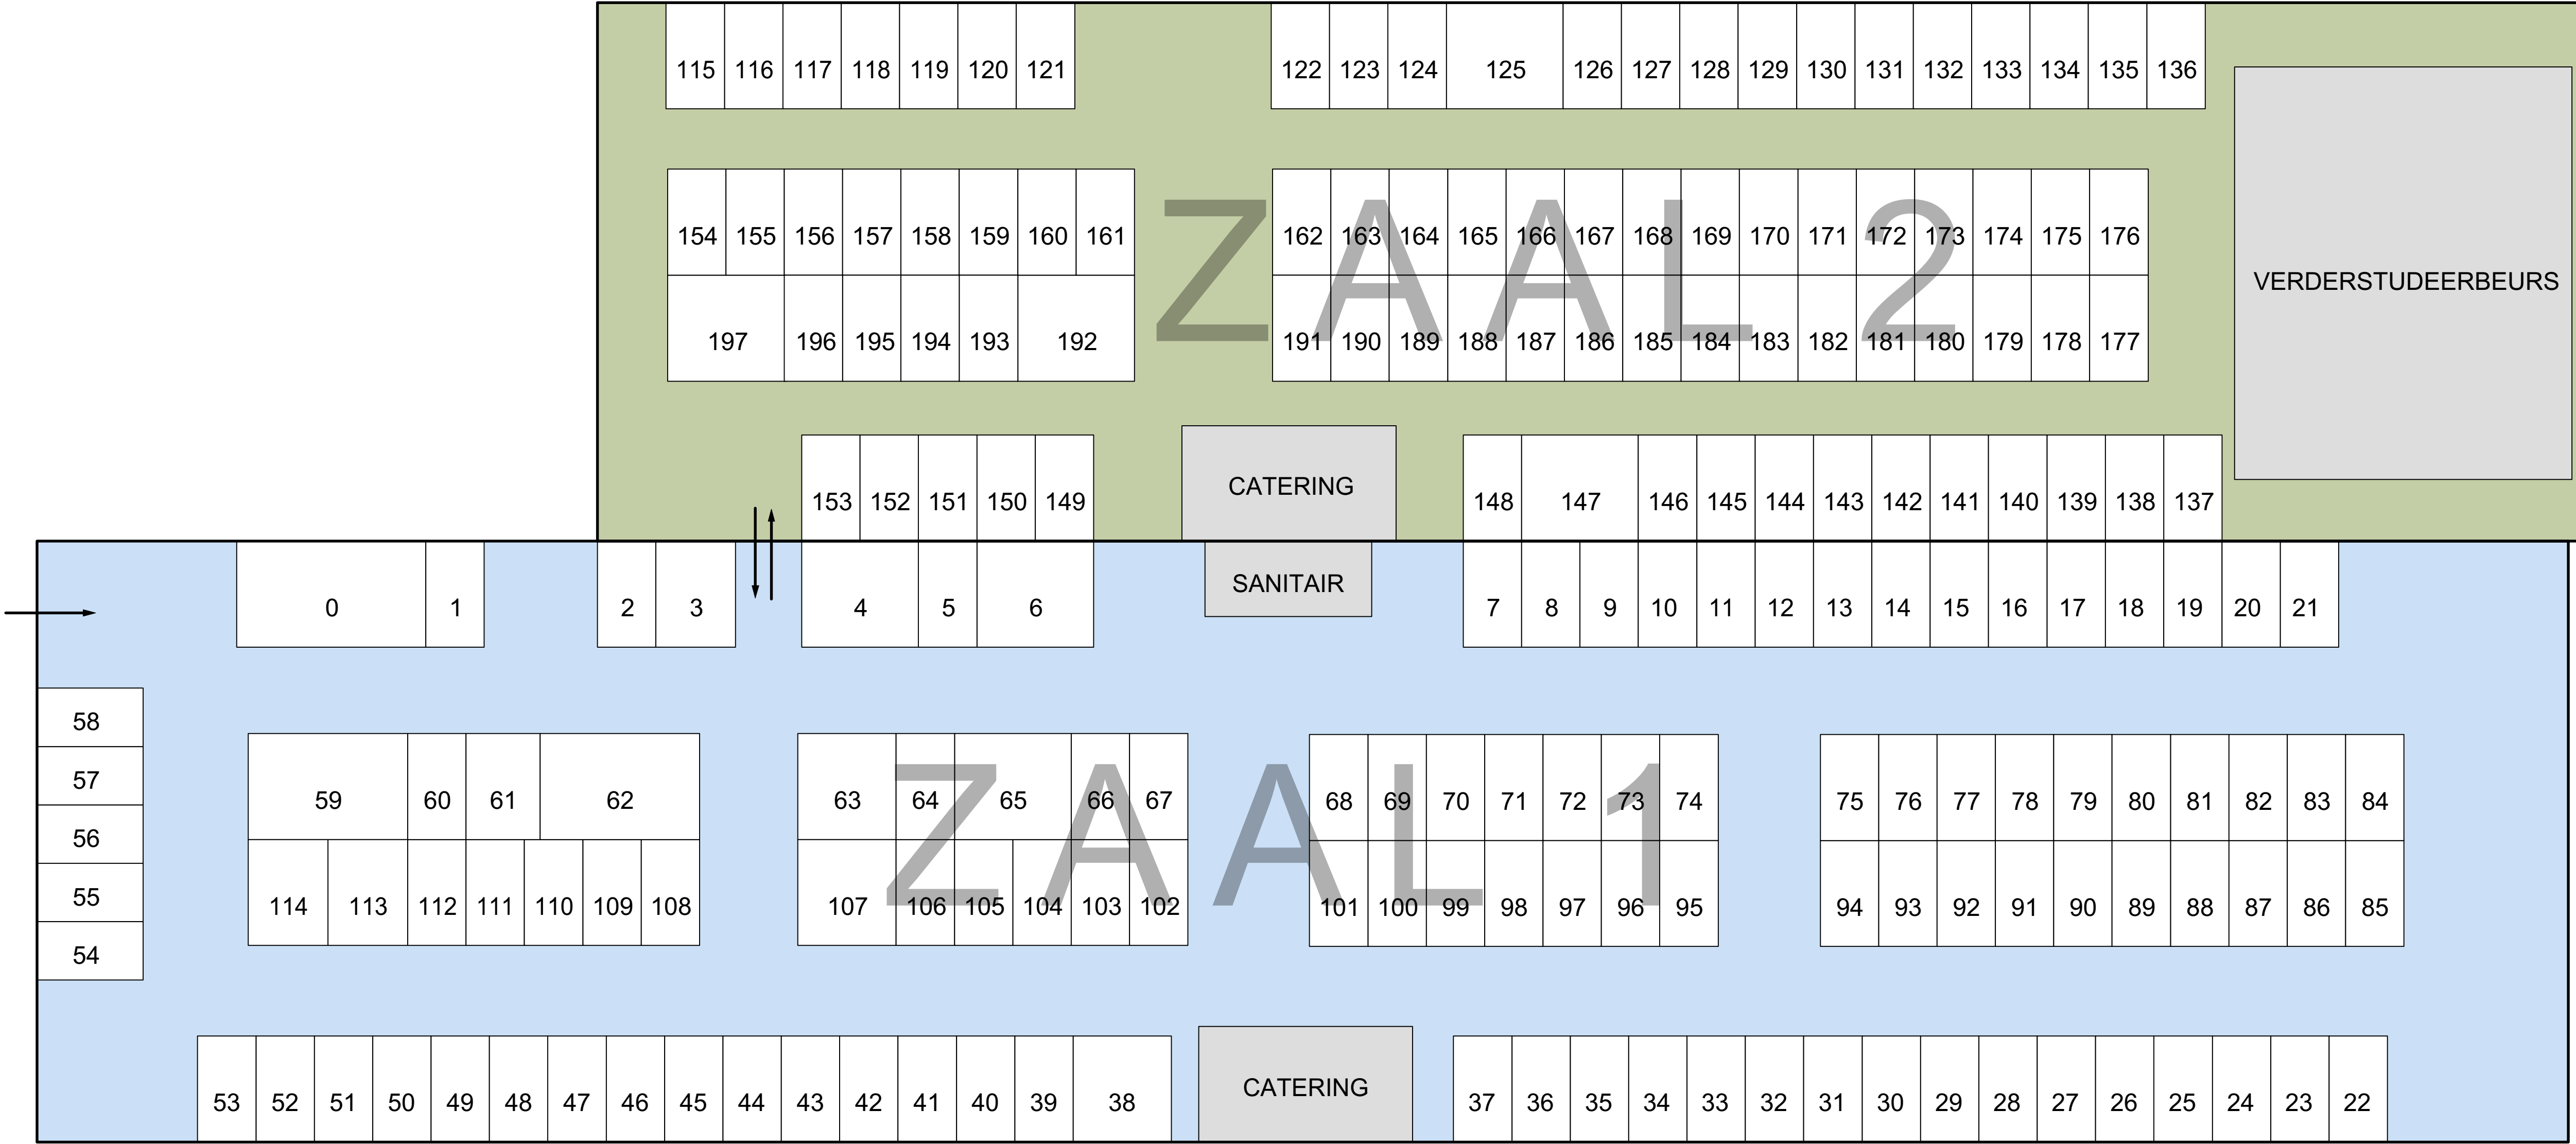 115 116 117 118 119 120 121 122 123 124 125 126 127 128 129 130 131 132 133 134 135 136
154 155 156 157 158 159 160 161 162 163 164 165 166 167 168 169 170 171 172 173 174 175 176
ZAAL 2
VERDERSTUDEERBEURS
197 196 195 194 193 192 191 190 189 188 187 186 185 184 183 182 181 180 179 178 177
CATERING
153 152 151 150 149 148 147 146 145 144 143 142 141 140 139 138 137
SANITAIR
0 1 2 3 4 5 6 7 8 9 10 11 12 13 14 15 16 17 18 19 20 21
58
57
56
55
54
59 60 61 62 63 64 65 66 67 68 69 70 71 72 73 74 75 76 77 78 79 80 81 82 83 84
ZAAL 1
114 113 112 111 110 109 108 107 106 105 104 103 102 101 100 99 98 97 96 95 94 93 92 91 90 89 88 87 86 85
CATERING
53 52 51 50 49 48 47 46 45 44 43 42 41 40 39 38 37 36 35 34 33 32 31 30 29 28 27 26 25 24 23 22